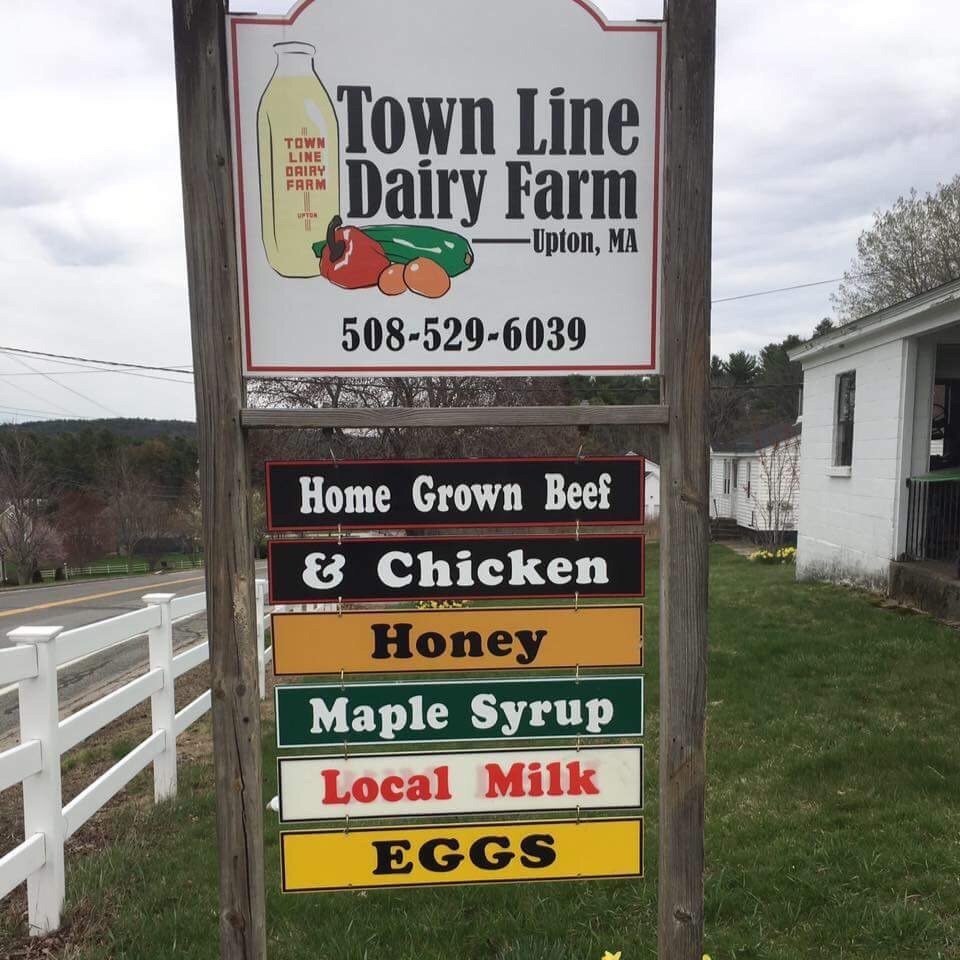 TOWN
LINE
DAIRY
FARM
UPTON
Town Line
Dairy Farm
Upton, MA
508-529-6039
Home Grown Beef
& Chicken
Honey
Maple Syrup
Local Milk
EGGS